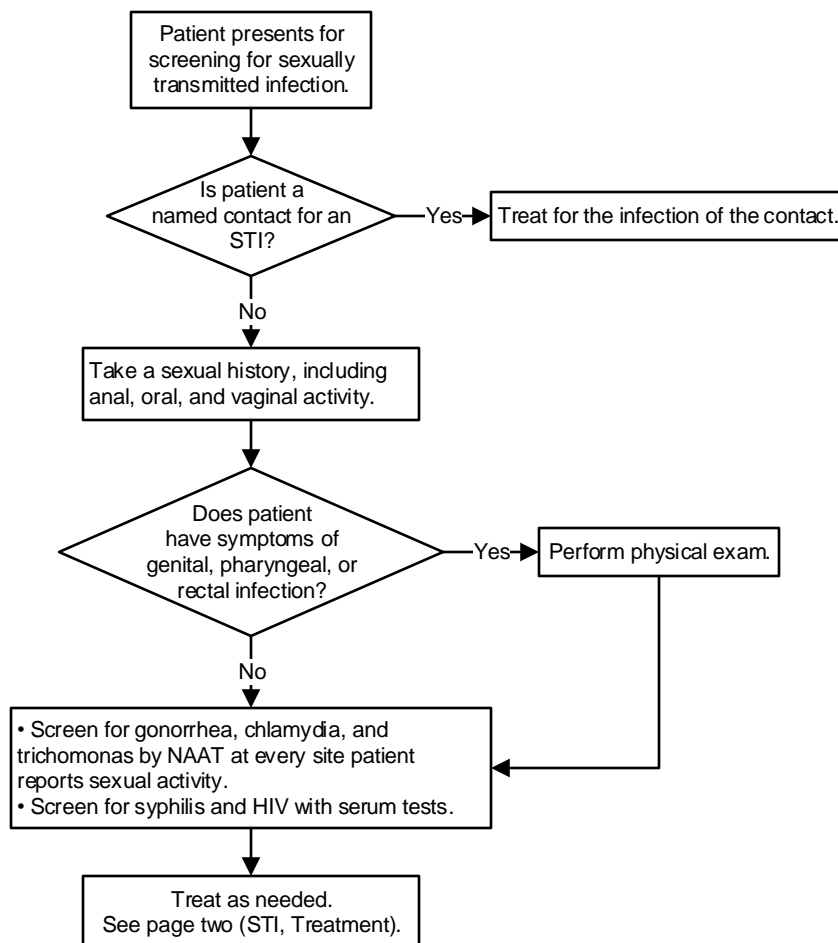 Patient presents for
screening for sexually
transmitted infection.
Is patient a
named contact for an
STI?
Yes
Treat for the infection of the contact.
No
Take a sexual history, including
anal, oral, and vaginal activity.
Does patient
have symptoms of
genital, pharyngeal, or
rectal infection?
Yes
Perform physical exam.
No
• Screen for gonorrhea, chlamydia, and
trichomonas by NAAT at every site patient
reports sexual activity.
• Screen for syphilis and HIV with serum tests.
Treat as needed.
See page two (STI, Treatment).